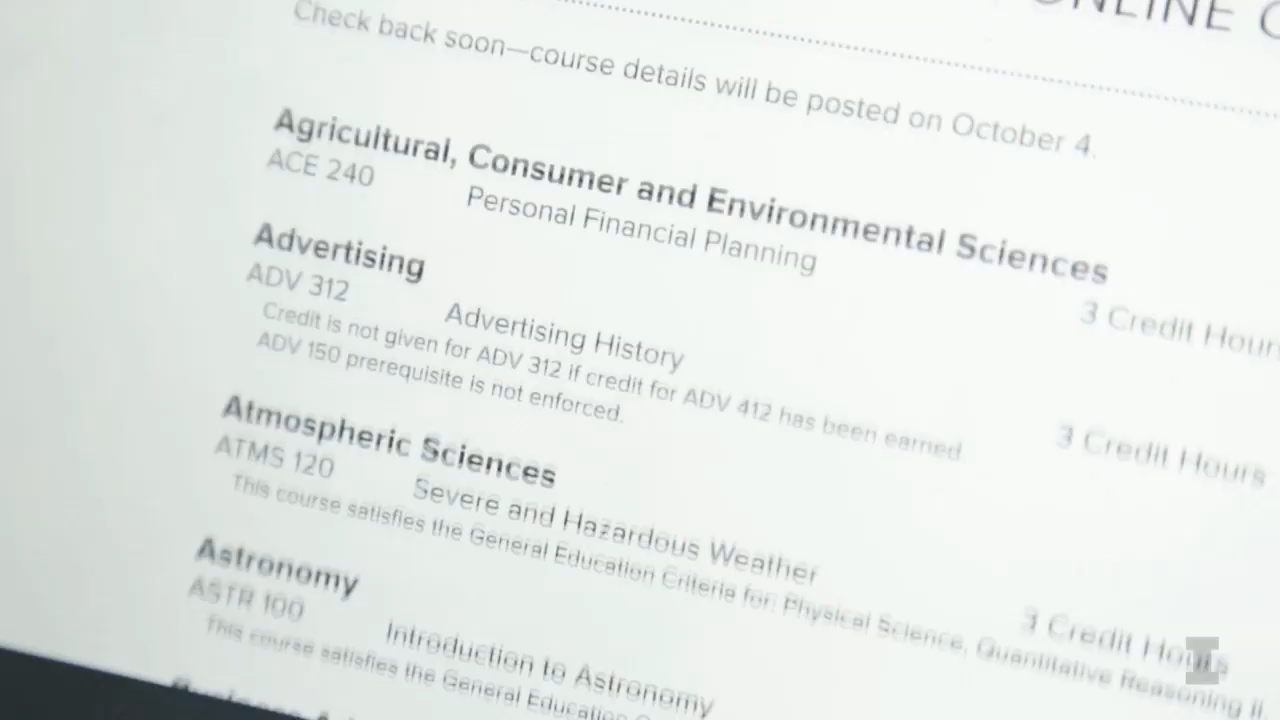 ONLINE
Check back soon—course details will be posted on October 4.
Agricultural, Consumer and Environmental Sciences
ACE 240 Personal Financial Planning 3 Credit Hours
Advertising
ADV 312 Advertising History 3 Credit Hours
Credit is not given for ADV 312 if credit for ADV 412 has been earned.
ADV 150 prerequisite is not enforced.
Atmospheric Sciences
ATMS 120 Severe and Hazardous Weather 3 Credit Hours
This course satisfies the General Education Criteria for: Physical Science, Quantitative Reasoning II
Astronomy
ASTR 100 Introduction to Astronomy
This course satisfies the General Education
I